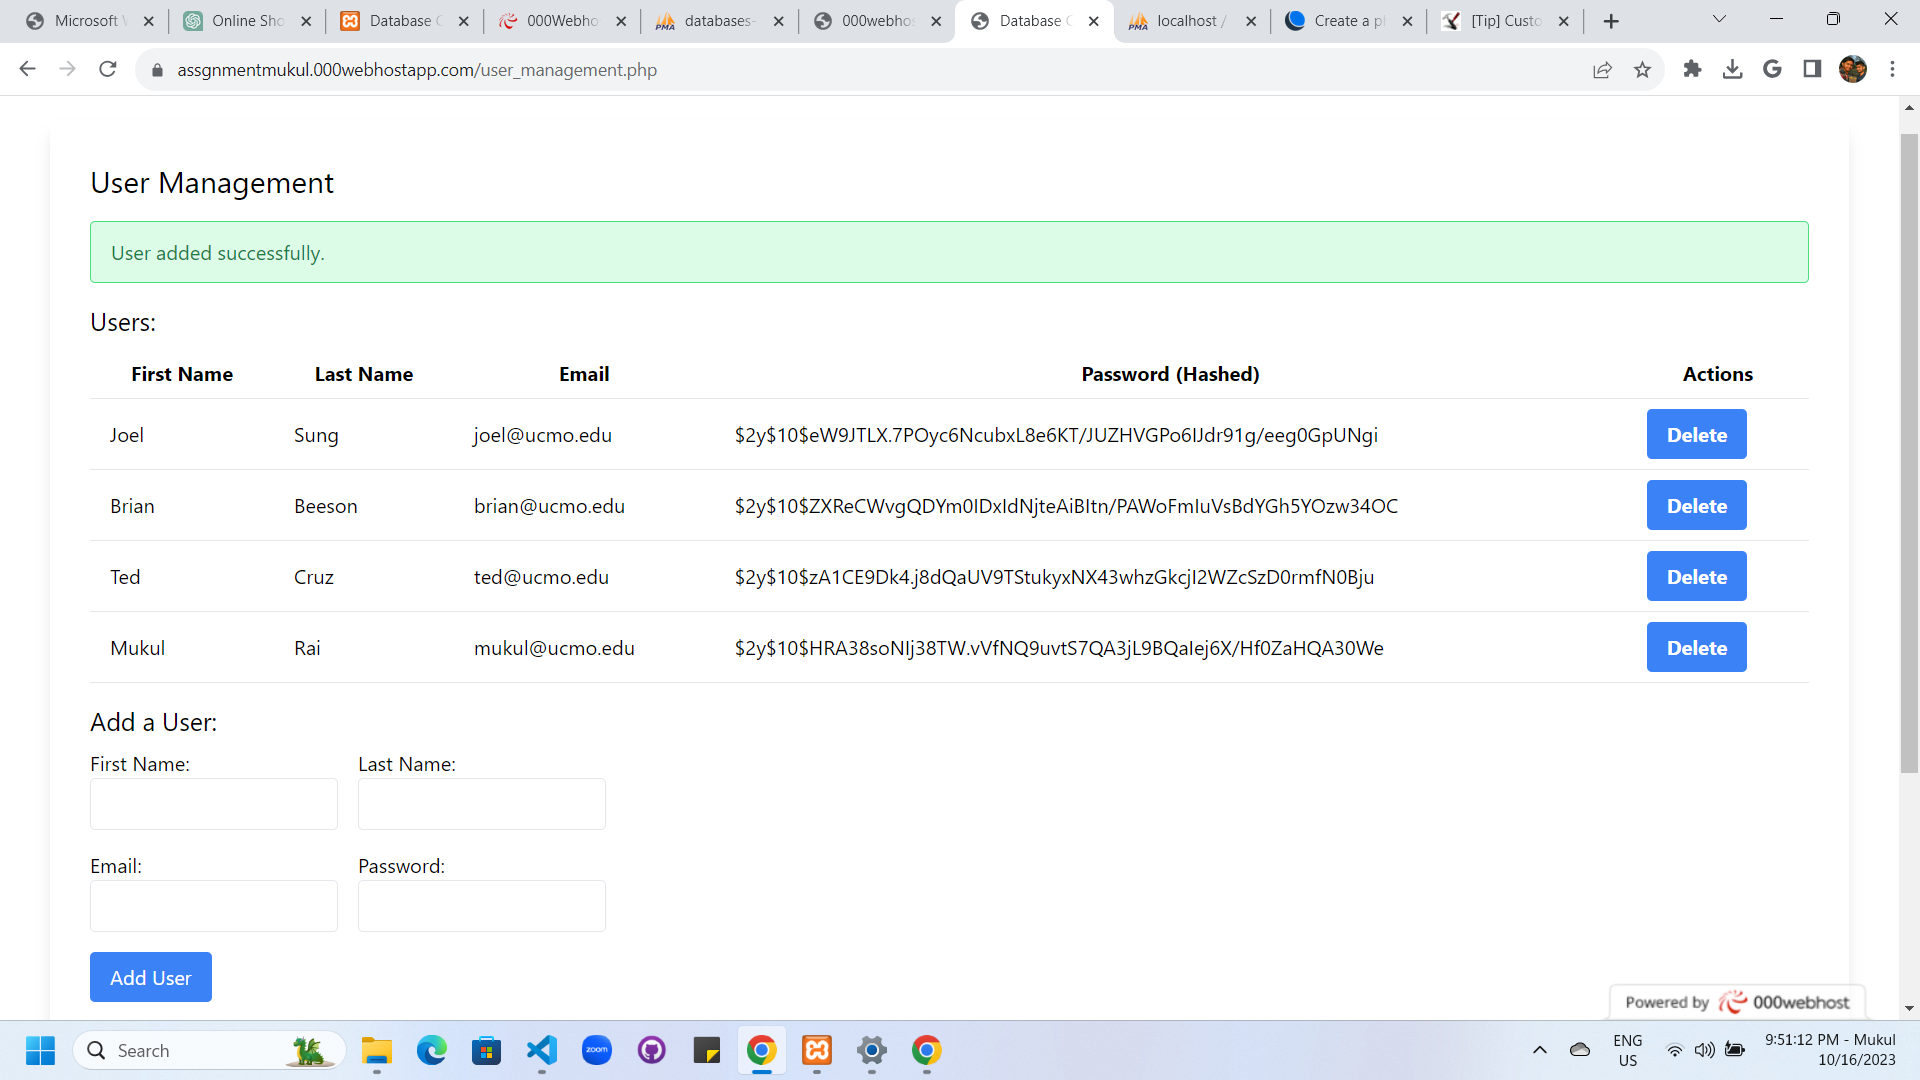 Microsoft
Online Sho
Database
000Webho
databases-
000webhos
Database
localhost /
Create a pl
[Tip] Custo
assgnmentmukul.000webhostapp.com/user_management.php
User Management
User added successfully.
Users:
First Name Last Name Email Password (Hashed) Actions
Joel Sung joel@ucmo.edu $2y$10$eW9JTLX.7POyc6NcubxL8e6KT/JUZHVGPo6IJdr91g/eeg0GpUNgi Delete
Brian Beeson brian@ucmo.edu $2y$10$ZXReCWvgQDYm0IDxIdNjteAiBItn/PAWoFmIuVsBdYGh5YOzw34OC Delete
Ted Cruz ted@ucmo.edu $2y$10$zA1CE9Dk4.j8dQaUV9TStukyxNX43whzGkcjI2WZcSzD0rmfN0Bju Delete
Mukul Rai mukul@ucmo.edu $2y$10$HRA38soNIj38TW.vVfNQ9uvtS7QA3jL9BQaIej6X/Hf0ZaHQA30We Delete
Add a User:
First Name: Last Name:
Email: Password:
Add User
Powered by 000webhost
Search
zoom
ENG
US
9:51:12 PM - Mukul
10/16/2023